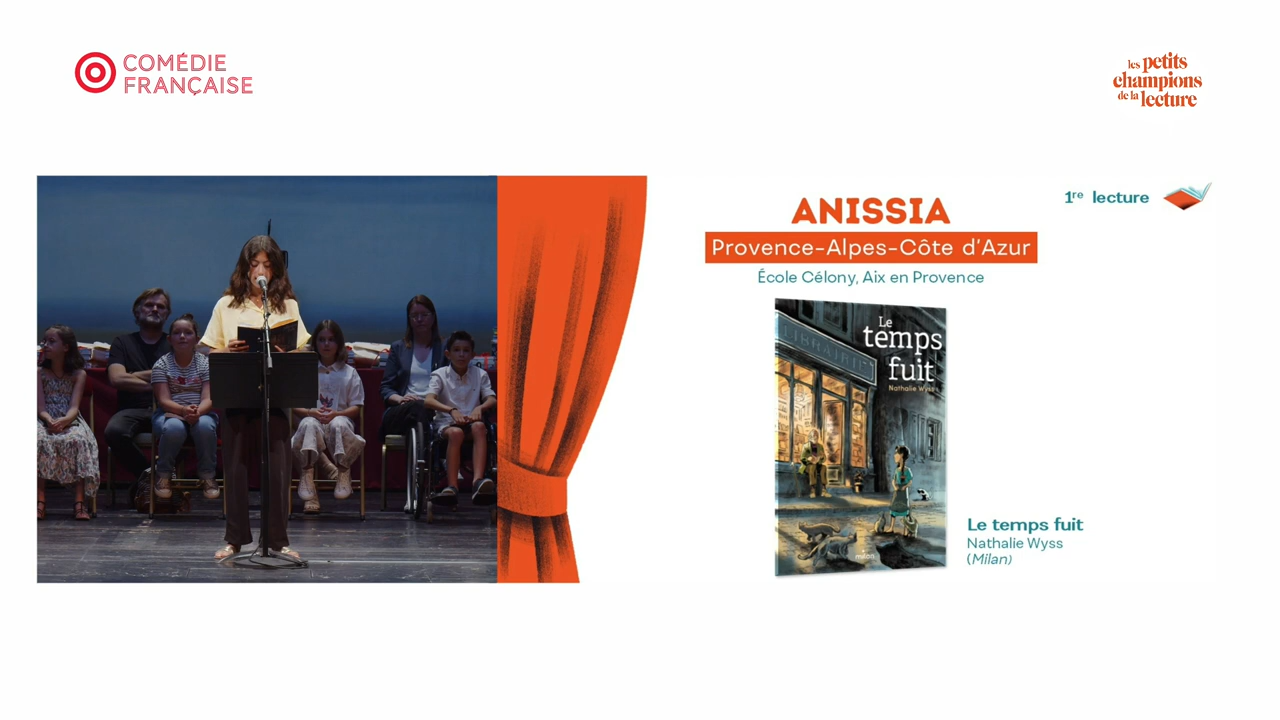 COMÉDIE
FRANÇAISE
les petits
champions
de la lecture
1re lecture
ANISSIA
Provence-Alpes-Côte d'Azur
École Célony, Aix en Provence
LIBRAIRIE
Le
temps
fuit
Nathalie Wyss
milan
Le temps fuit
Nathalie Wyss
(Milan)